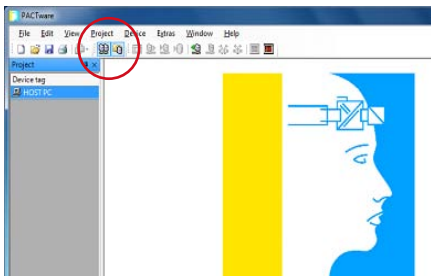 PACTware
File Edit View Project Device Extras Window Help
Project
Device tag
HOST PC